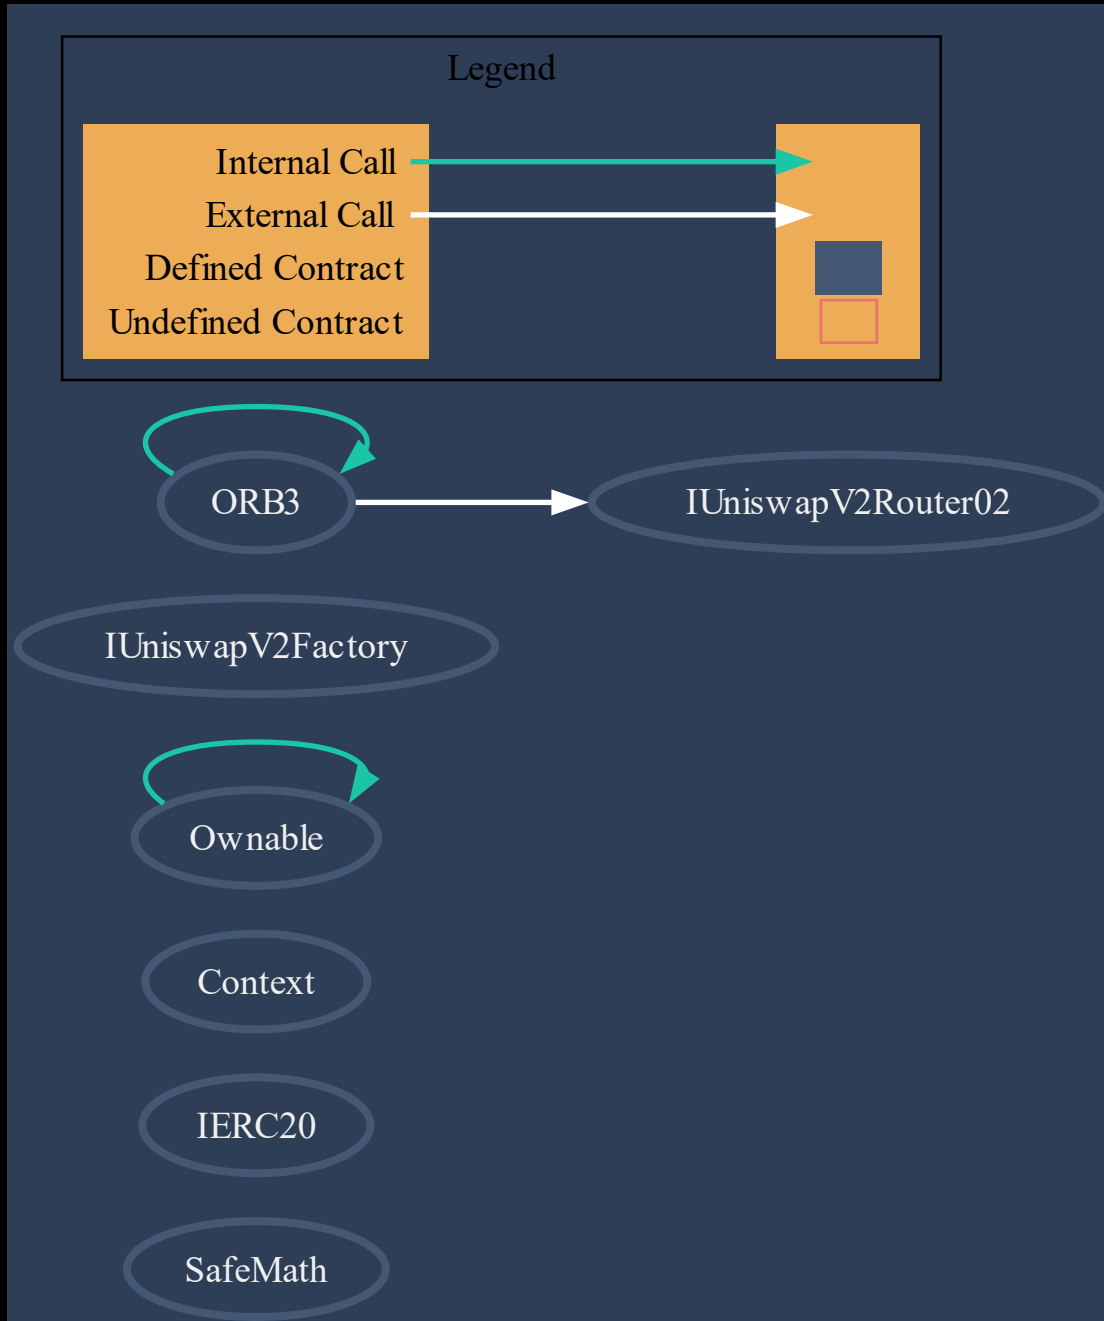 Legend
Internal Call
External Call
Defined Contract
Undefined Contract
ORB3
IUniswapV2Router02
IUniswapV2Factory
Ownable
Context
IERC20
SafeMath